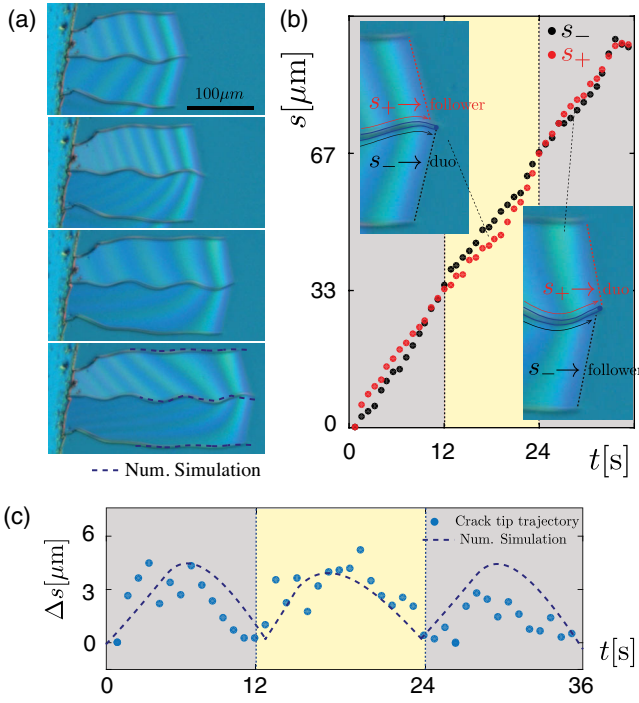 (a)
100μm
--- Num. Simulation
(b)
s[μm]
67
33
0
0
12
24
t[s]
s₋
s₊
s₊→follower
s₋→duo
s₊→duo
s₋→follower
(c)
Δs[μm]
6
3
0
0
12
24
36
t[s]
Crack tip trajectory
Num. Simulation